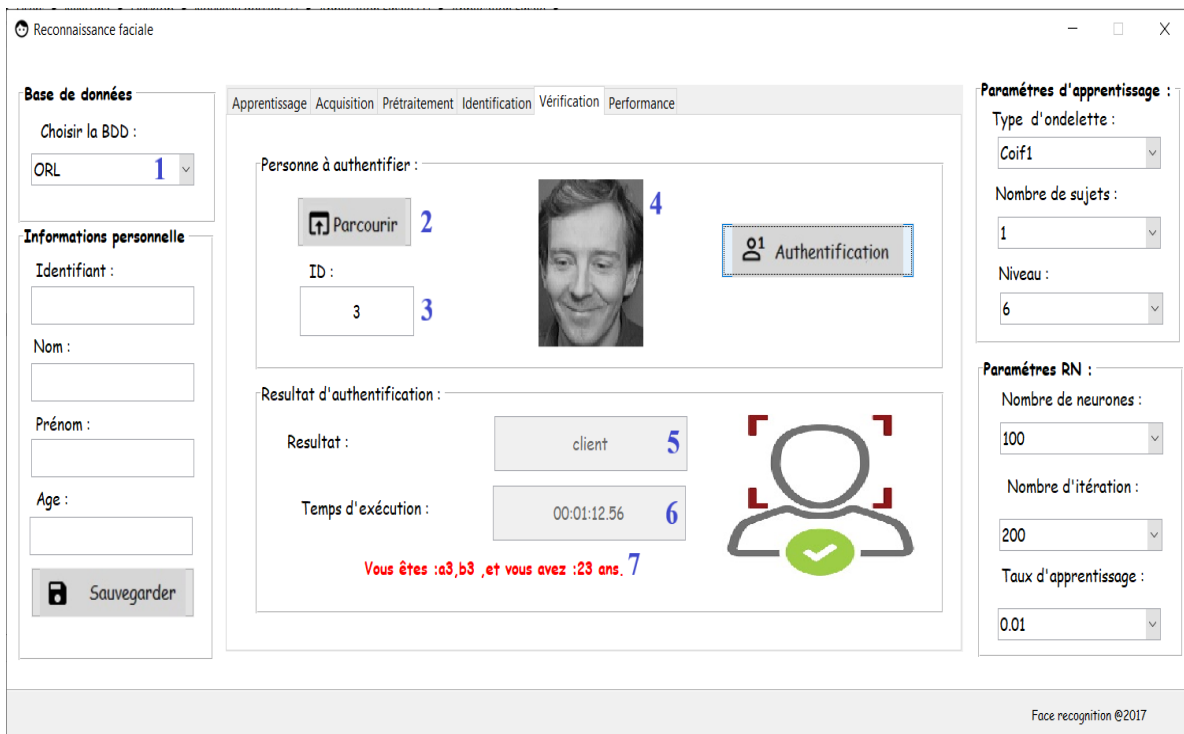 Reconnaissance faciale
Base de données
Choisir la BDD :
ORL 1
Informations personnelle
Identifiant :
Nom :
Prénom :
Age :
Sauvegarder
Apprentissage Acquisition Prétraitement Identification Vérification Performance
Personne à authentifier :
Parcourir 2
ID :
3 3
4
1 Authentification
Resultat d'authentification :
Resultat : client 5
Temps d'exécution : 00:01:12.56 6
Vous êtes :a3,b3 ,et vous avez :23 ans. 7
Paramétres d'apprentissage :
Type d'ondelette :
Coif1
Nombre de sujets :
1
Niveau :
6
Paramétres RN :
Nombre de neurones :
100
Nombre d'itération :
200
Taux d'apprentissage :
0.01
Face recognition @2017